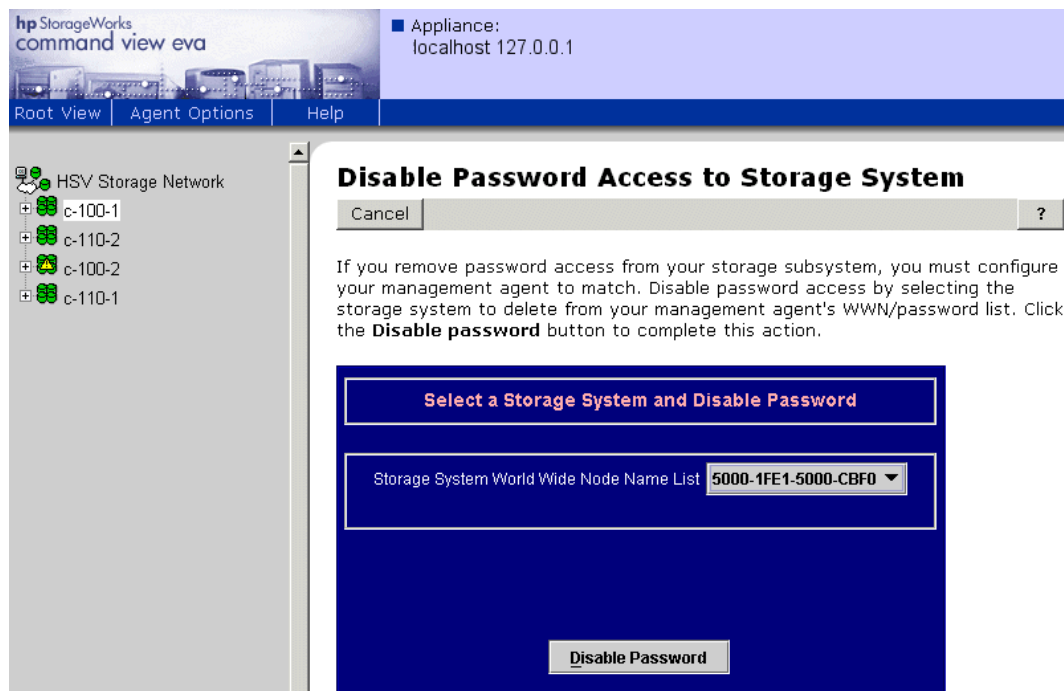 hp StorageWorks
command view eva
Appliance:
localhost 127.0.0.1
Root View Agent Options Help
HSV Storage Network
c-100-1
c-110-2
c-100-2
c-110-1
Disable Password Access to Storage System
Cancel ?
If you remove password access from your storage subsystem, you must configure
your management agent to match. Disable password access by selecting the
storage system to delete from your management agent's WWN/password list. Click
the Disable password button to complete this action.
Select a Storage System and Disable Password
Storage System World Wide Node Name List 5000-1FE1-5000-CBF0
Disable Password